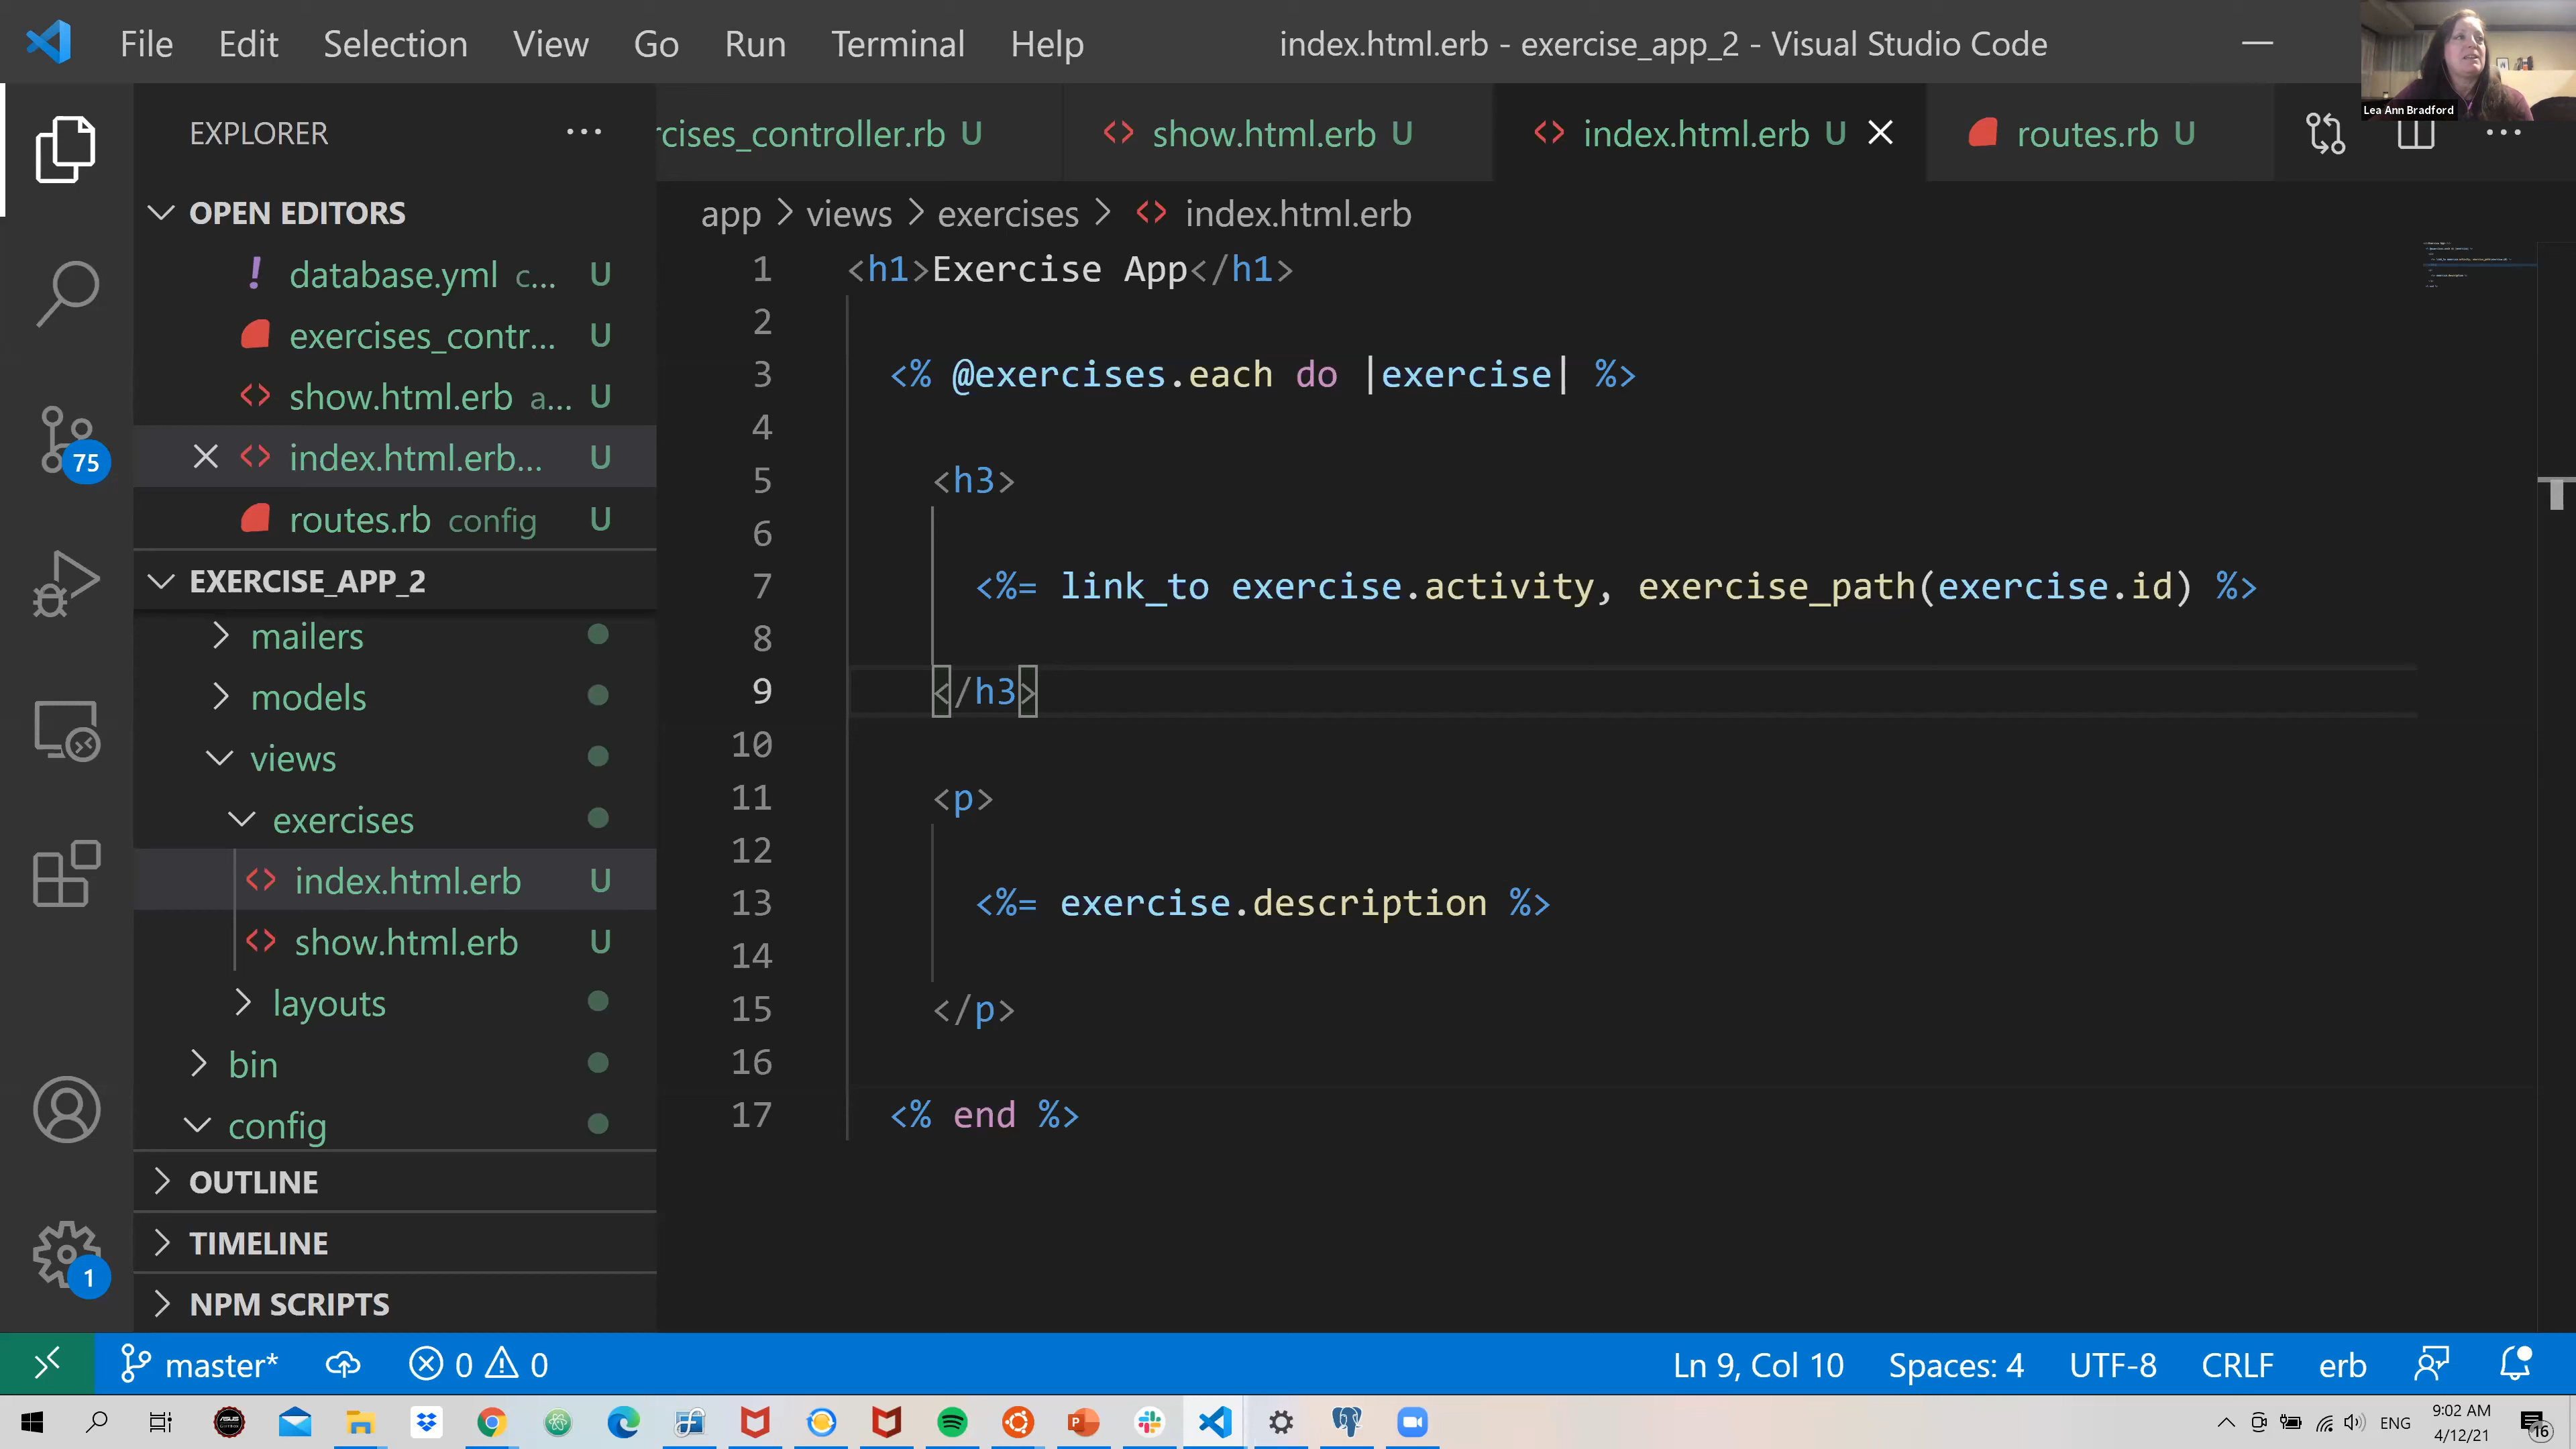 File Edit Selection View Go Run Terminal Help index.html.erb - exercise_app_2 - Visual Studio Code
Lea Ann Bradford
EXPLORER ...
OPEN EDITORS
database.yml c... U
exercises_contr... U
show.html.erb a... U
index.html.erb... U
routes.rb config U
EXERCISE_APP_2
mailers
models
views
exercises
index.html.erb U
show.html.erb U
layouts
bin
config
OUTLINE
TIMELINE
NPM SCRIPTS
75
1
rcises_controller.rb U show.html.erb U index.html.erb U routes.rb U
app > views > exercises > index.html.erb
1 <h1>Exercise App</h1>
2
3 <% @exercises.each do |exercise| %>
4
5 <h3>
6
7 <%= link_to exercise.activity, exercise_path(exercise.id) %>
8
9 </h3>
10
11 <p>
12
13 <%= exercise.description %>
14
15 </p>
16
17 <% end %>
master* 0 0 Ln 9, Col 10 Spaces: 4 UTF-8 CRLF erb
ENG 9:02 AM
4/12/21
16